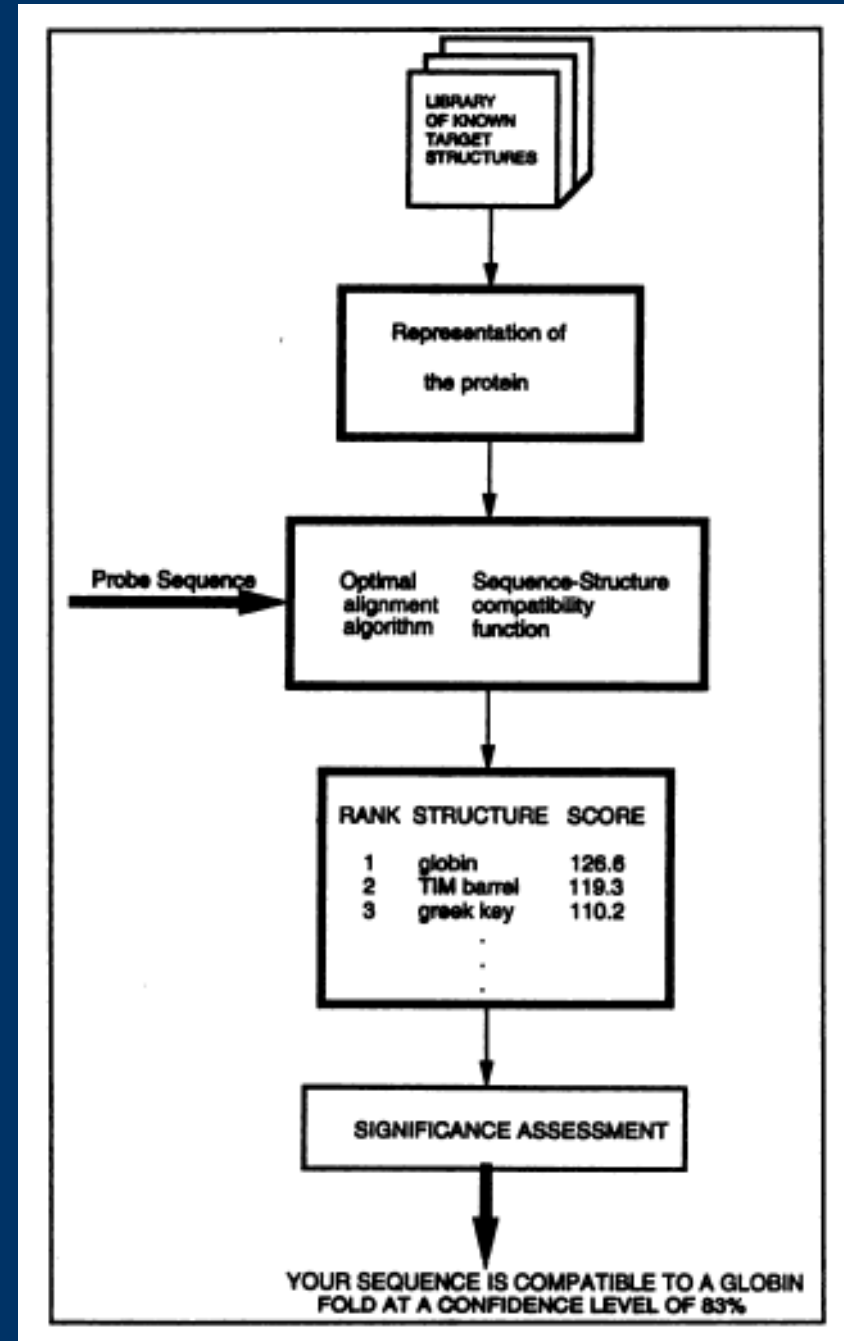 LIBRARY
OF KNOWN
TARGET
STRUCTURES
Representation of
the protein
Probe Sequence
Optimal Sequence-Structure
alignment compatibility
algorithm function
RANK STRUCTURE SCORE
1 globin 126.6
2 TIM barrel 119.3
3 greek key 110.2
.
.
.
SIGNIFICANCE ASSESSMENT
YOUR SEQUENCE IS COMPATIBLE TO A GLOBIN
FOLD AT A CONFIDENCE LEVEL OF 83%